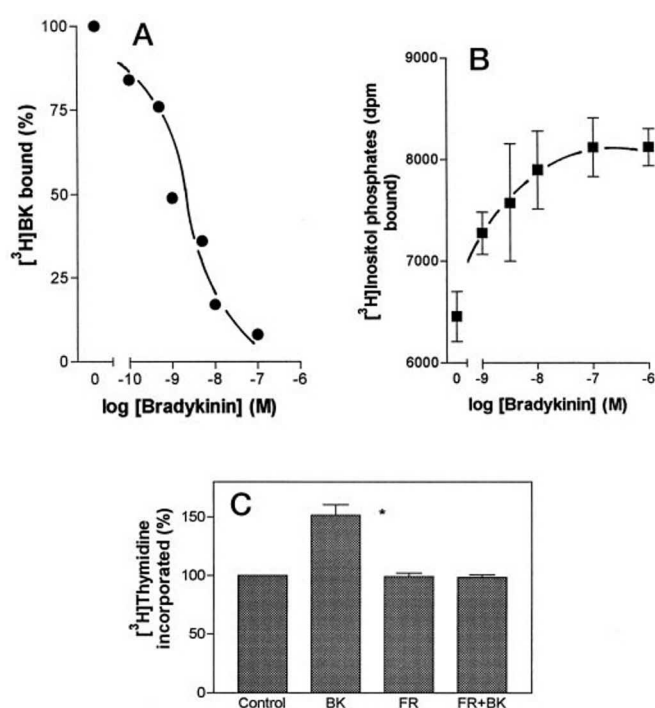 A
100
75
50
25
0
[³H]BK bound (%)
0 -10 -9 -8 -7 -6
log [Bradykinin] (M)
B
9000
8000
7000
6000
[³H]Inositol phosphates (dpm
bound)
0 -9 -8 -7 -6
log [Bradykinin] (M)
C
150
100
50
0
[³H]Thymidine
incorporated (%)
*
Control BK FR FR+BK